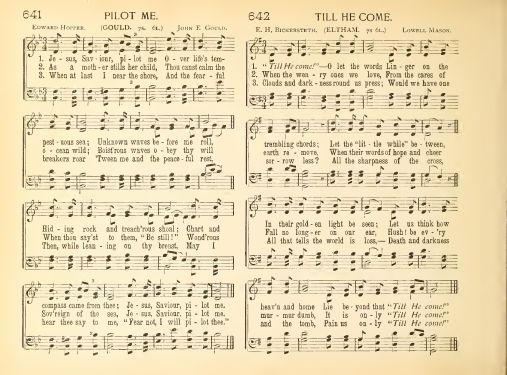 641 PILOT ME.
EDWARD HOPPER. (GOULD. 7s. 6l.) JOHN E. GOULD.
1. Je - sus, Sav - iour, pi - lot me O - ver life's tem-
2. As a moth - er stills her child, Thou canst calm the
3. When at last I near the shore, And the fear - ful
pest - uous sea; Unknown waves be - fore me roll,
o - cean wild; Boist'rous waves o - bey thy will
breakers roar 'Tween me and the peace - ful rest,
Hid - ing rock and treach'rous shoal; Chart and
When thou say'st to them, "Be still!" Wond'rous
Then, while lean - ing on thy breast, May I
compass came from thee; Je - sus, Saviour, pi - lot me.
Sov'reign of the sea, Je - sus, Saviour, pi - lot me.
hear thee say to me, "Fear not, I will pi - lot thee."
642 TILL HE COME.
E. H. BICKERSTETH. (ELTHAM. 7s 6l.) LOWELL MASON.
1. "Till He come!"—O let the words Lin - ger on the
2. When the wea - ry ones we love, From the cares of
3. Clouds and dark - ness round us press; Would we have one
trembling chords; Let the "lit - tle while" be - tween,
earth re - move, When their words of hope and cheer
sor - row less? All the sharpness of the cross,
In their gold - en light be seen; Let us think how
Fall no long - er on our ear, Hush! be ev - 'ry
All that tells the world is loss,— Death and darkness
heav'n and home Lie be - yond that "Till He come!"
mur - mur dumb, It is on - ly "Till He come!"
and the tomb, Pain us on - ly "Till He come!"